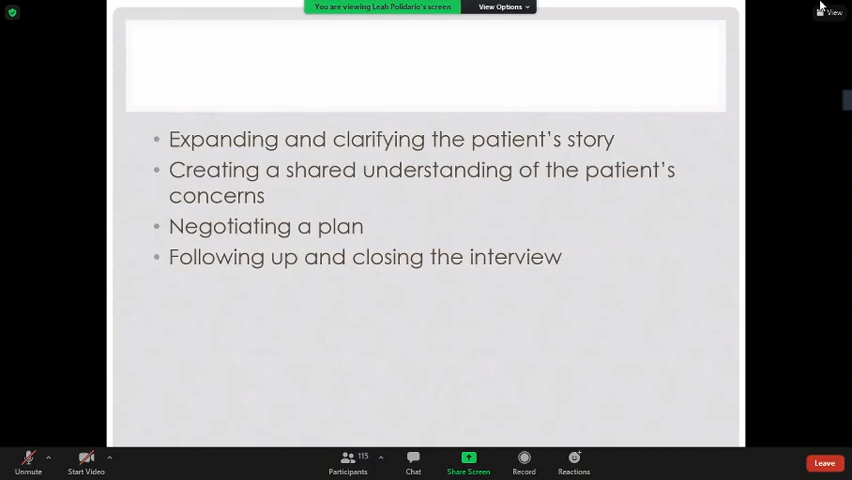 You are viewing Leah Polidario's screen
View Options
View
• Expanding and clarifying the patient's story
• Creating a shared understanding of the patient's
concerns
• Negotiating a plan
• Following up and closing the interview
Unmute
Start Video
115
Participants
Chat
Share Screen
Record
Reactions
Leave